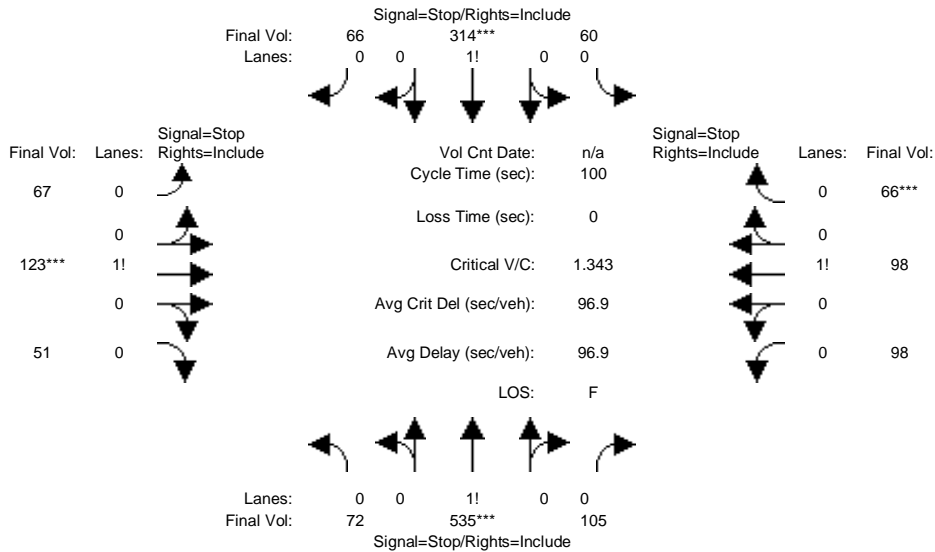 Signal=Stop/Rights=Include
Final Vol: 66 314*** 60
Lanes: 0 0 1! 0 0
Signal=Stop Signal=Stop
Final Vol: Lanes: Rights=Include Vol Cnt Date: n/a Rights=Include Lanes: Final Vol:
Cycle Time (sec): 100
67 0 0 66***
Loss Time (sec): 0
0 0
123*** 1! Critical V/C: 1.343 1! 98
0 Avg Crit Del (sec/veh): 96.9 0
51 0 Avg Delay (sec/veh): 96.9 0 98
LOS: F
Lanes: 0 0 1! 0 0
Final Vol: 72 535*** 105
Signal=Stop/Rights=Include